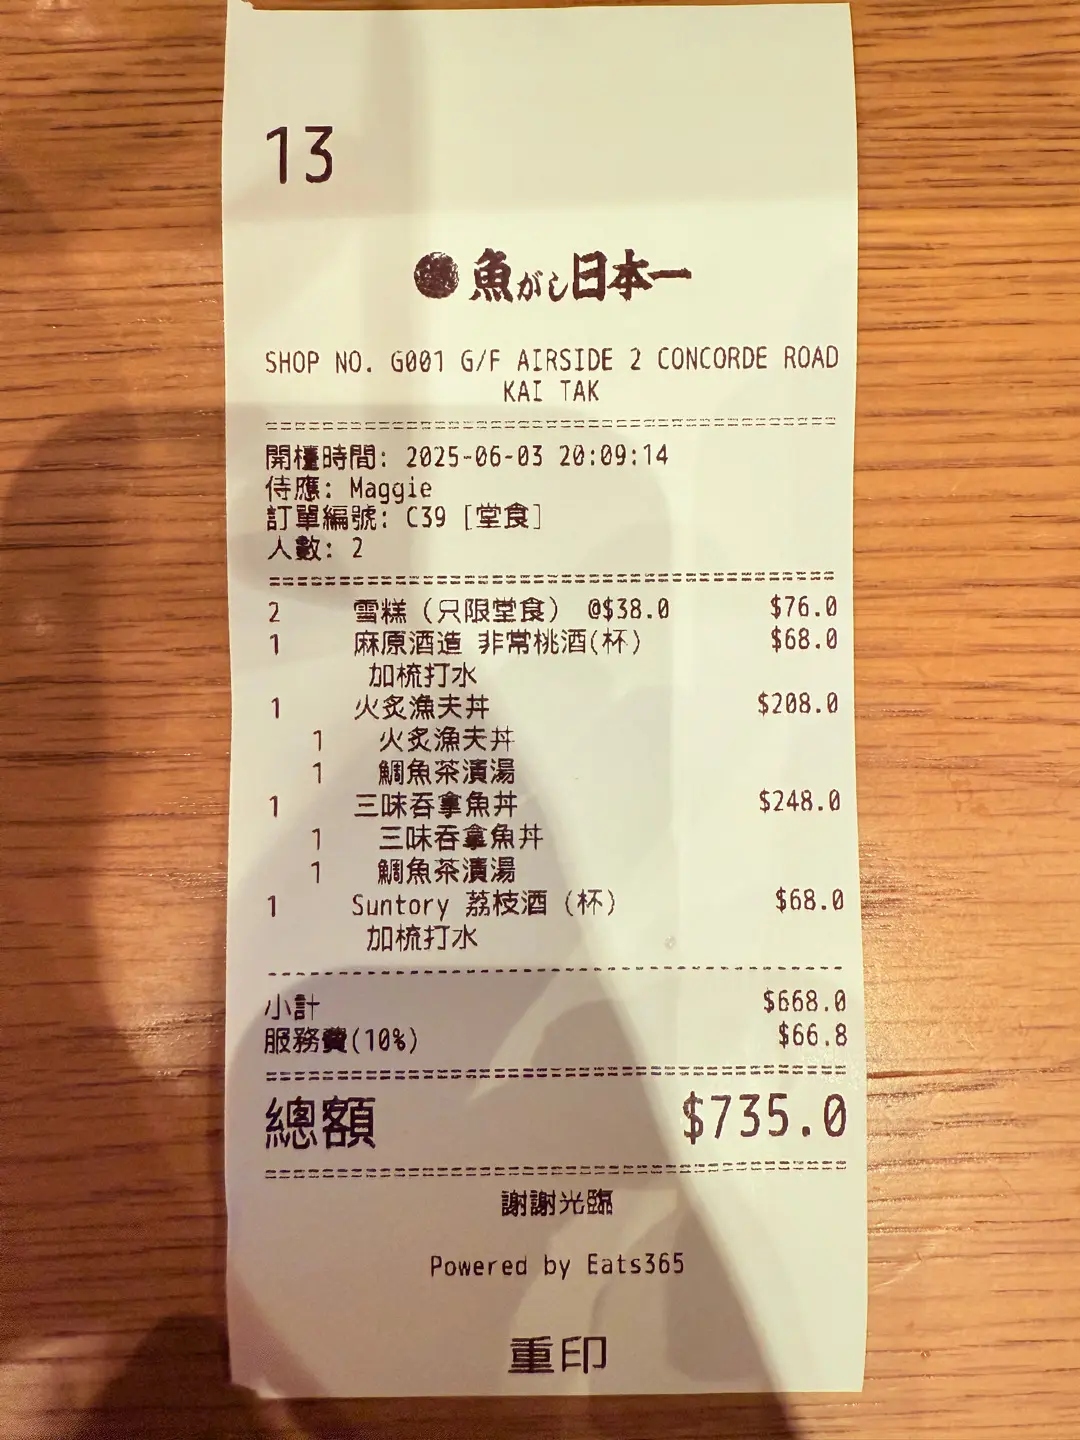 13
魚がし日本一
SHOP NO. G001 G/F AIRSIDE 2 CONCORDE ROAD
KAI TAK
開檯時間: 2025-06-03 20:09:14
侍應: Maggie
訂單編號: C39 [堂食]
人數: 2
2 雪糕 (只限堂食) @$38.0 $76.0
1 麻原酒造 非常桃酒(杯) $68.0
加梳打水
1 火炙漁夫丼 $208.0
1 火炙漁夫丼
1 鯛魚茶漬湯
1 三味吞拿魚丼 $248.0
1 三味吞拿魚丼
1 鯛魚茶漬湯
1 Suntory 荔枝酒 (杯) $68.0
加梳打水
小計 $668.0
服務費(10%) $66.8
總額 $735.0
謝謝光臨
Powered by Eats365
重印